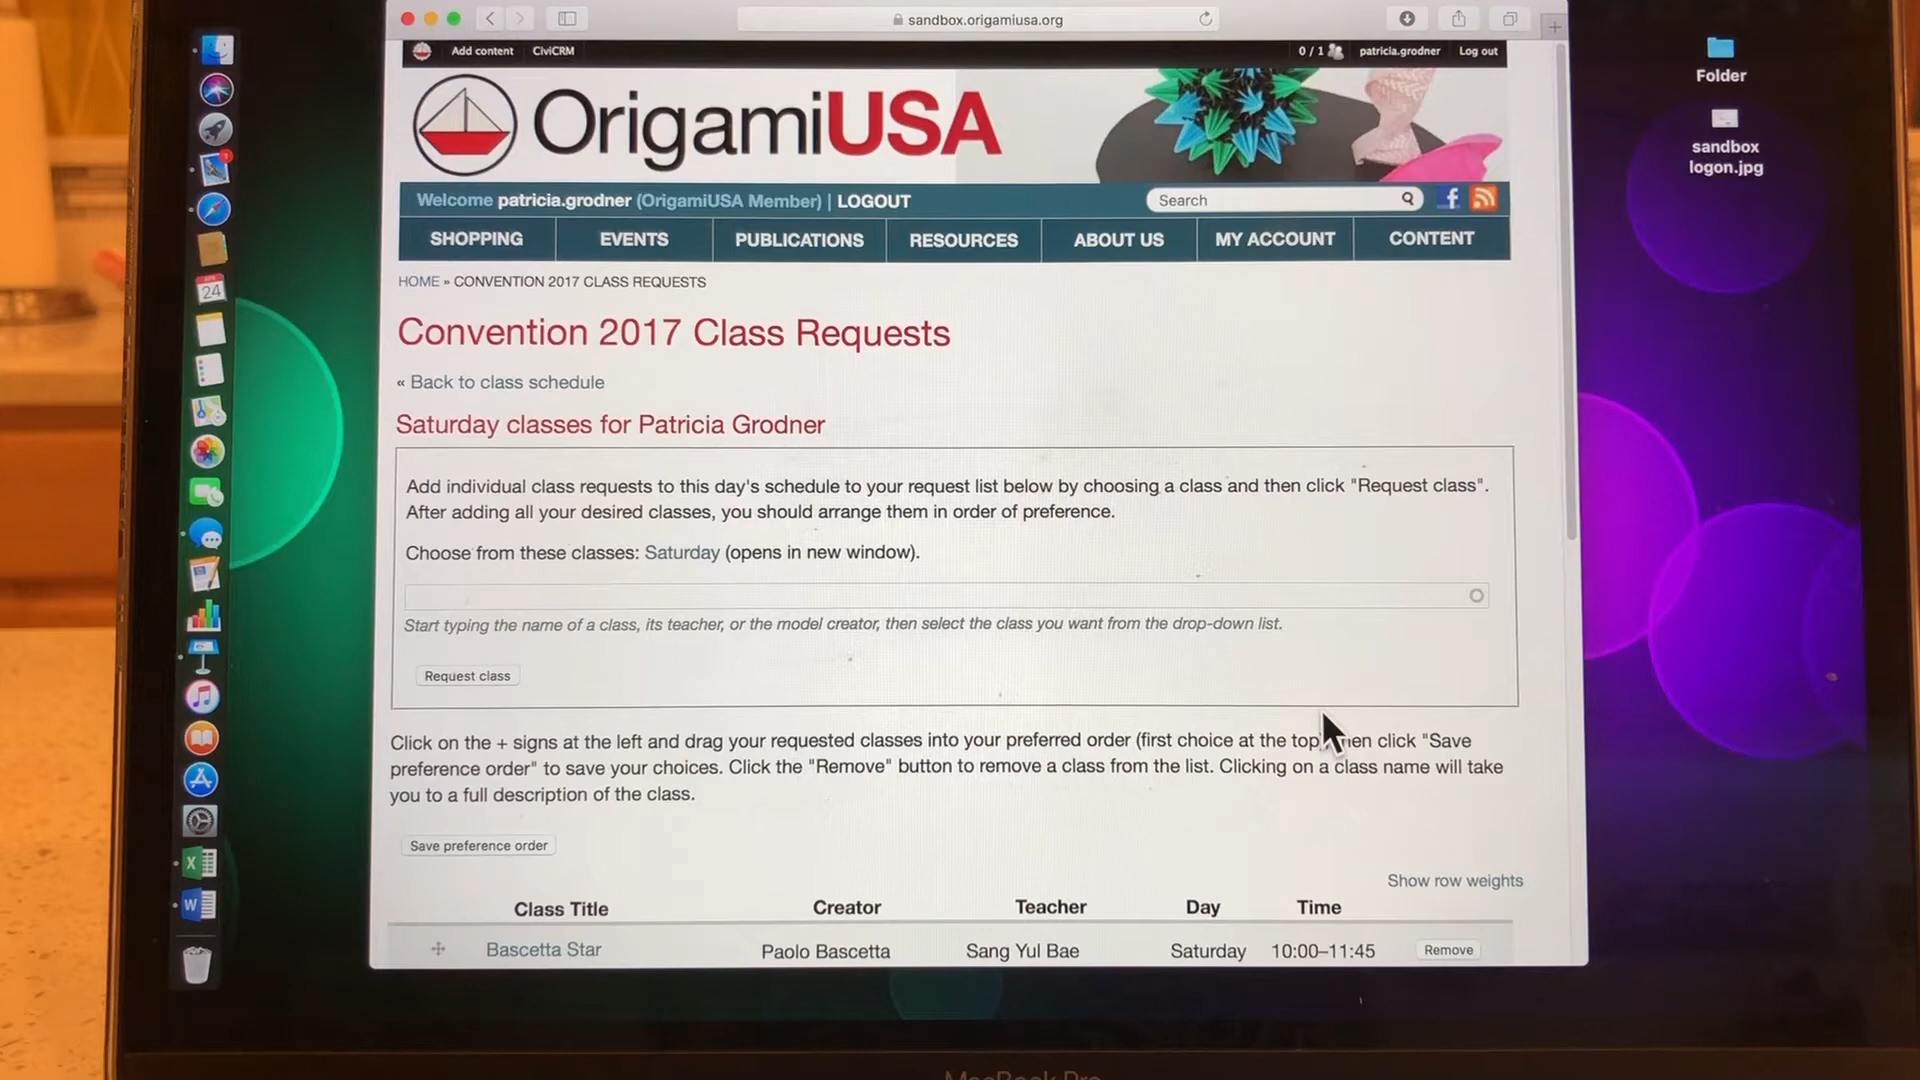 sandbox.origamiusa.org
Add content CiviCRM 0 / 1 patricia.grodner Log out
OrigamiUSA
Folder
sandbox
logon.jpg
Welcome patricia.grodner (OrigamiUSA Member) | LOGOUT Search
SHOPPING EVENTS PUBLICATIONS RESOURCES ABOUT US MY ACCOUNT CONTENT
HOME » CONVENTION 2017 CLASS REQUESTS
24
Convention 2017 Class Requests
« Back to class schedule
Saturday classes for Patricia Grodner
Add individual class requests to this day's schedule to your request list below by choosing a class and then click "Request class".
After adding all your desired classes, you should arrange them in order of preference.
Choose from these classes: Saturday (opens in new window).
Start typing the name of a class, its teacher, or the model creator, then select the class you want from the drop-down list.
Request class
Click on the + signs at the left and drag your requested classes into your preferred order (first choice at the top click "Save
preference order" to save your choices. Click the "Remove" button to remove a class from the list. Clicking on a class name will take
you to a full description of the class.
Save preference order
Show row weights
Class Title Creator Teacher Day Time
Bascetta Star Paolo Bascetta Sang Yul Bae Saturday 10:00–11:45 Remove